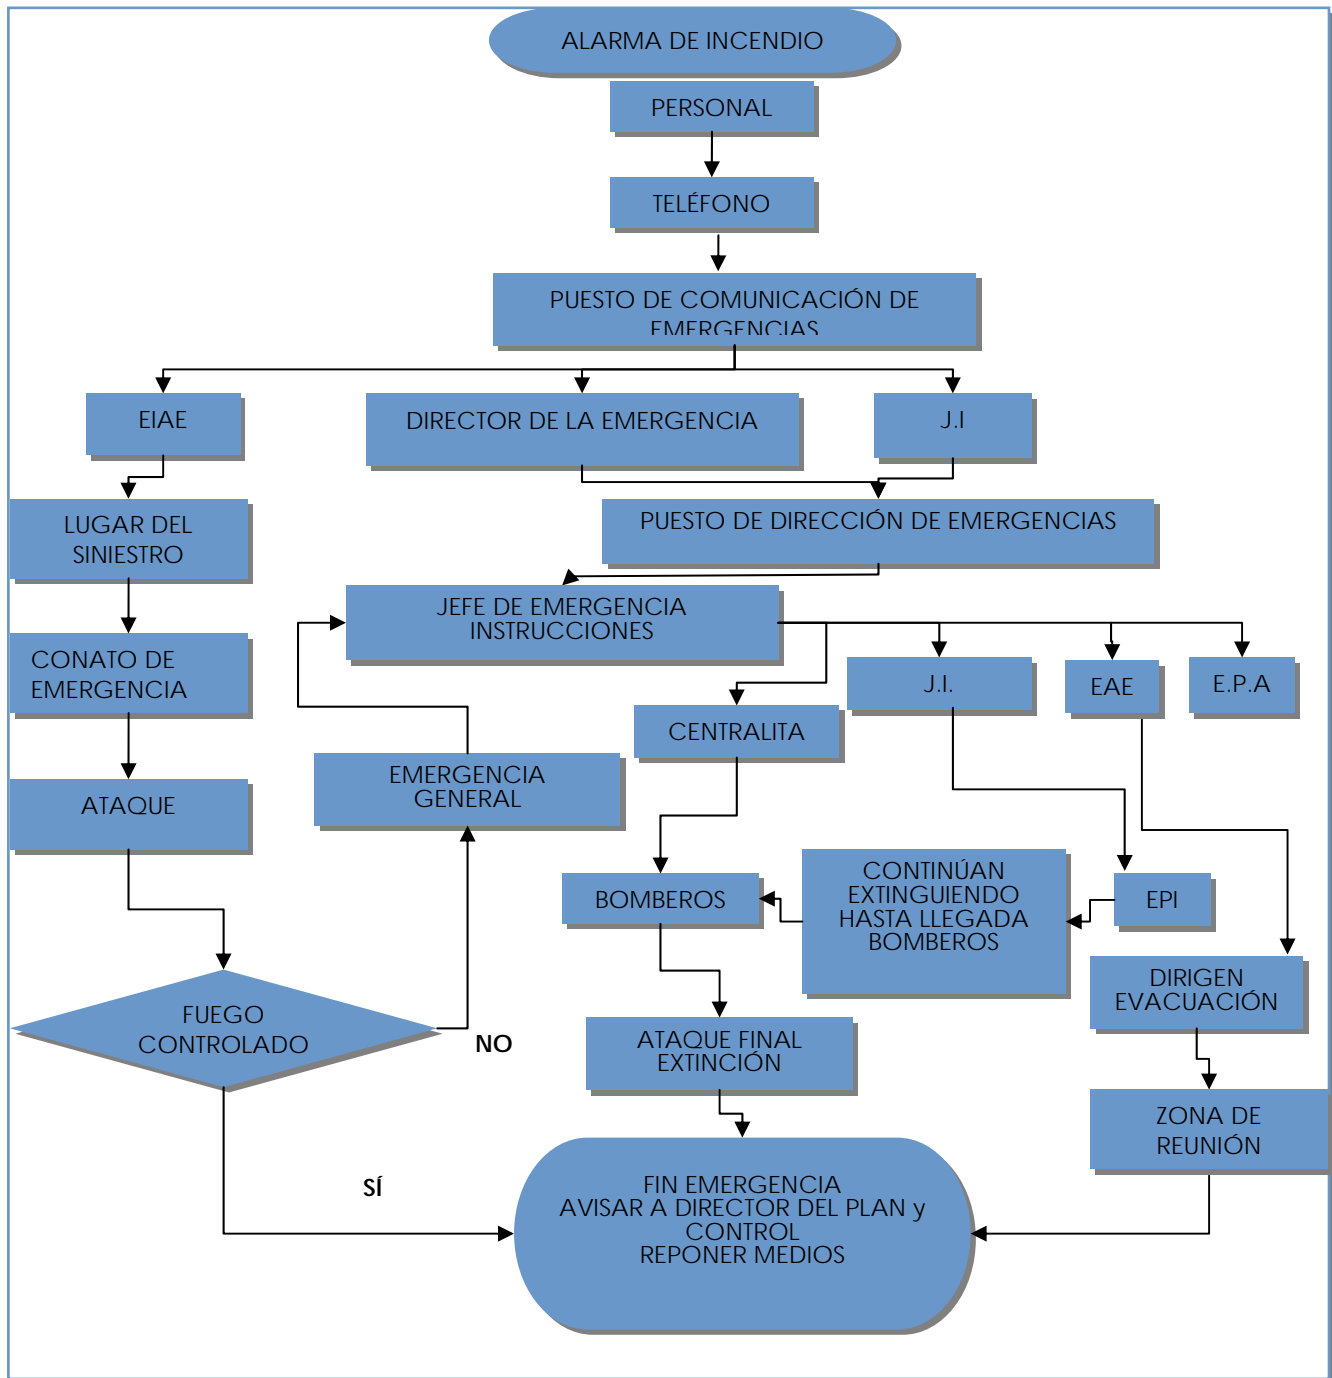 ALARMA DE INCENDIO
PERSONAL
TELÉFONO
PUESTO DE COMUNICACIÓN DE
EMERGENCIAS
EIAE
DIRECTOR DE LA EMERGENCIA
J.I
LUGAR DEL
SINIESTRO
PUESTO DE DIRECCIÓN DE EMERGENCIAS
JEFE DE EMERGENCIA
INSTRUCCIONES
CONATO DE
EMERGENCIA
J.I.
EAE
E.P.A
CENTRALITA
EMERGENCIA
GENERAL
ATAQUE
BOMBEROS
CONTINÚAN
EXTINGUIENDO
HASTA LLEGADA
BOMBEROS
EPI
DIRIGEN
EVACUACIÓN
FUEGO
CONTROLADO
NO
ATAQUE FINAL
EXTINCIÓN
ZONA DE
REUNIÓN
SÍ
FIN EMERGENCIA
AVISAR A DIRECTOR DEL PLAN y
CONTROL
REPONER MEDIOS